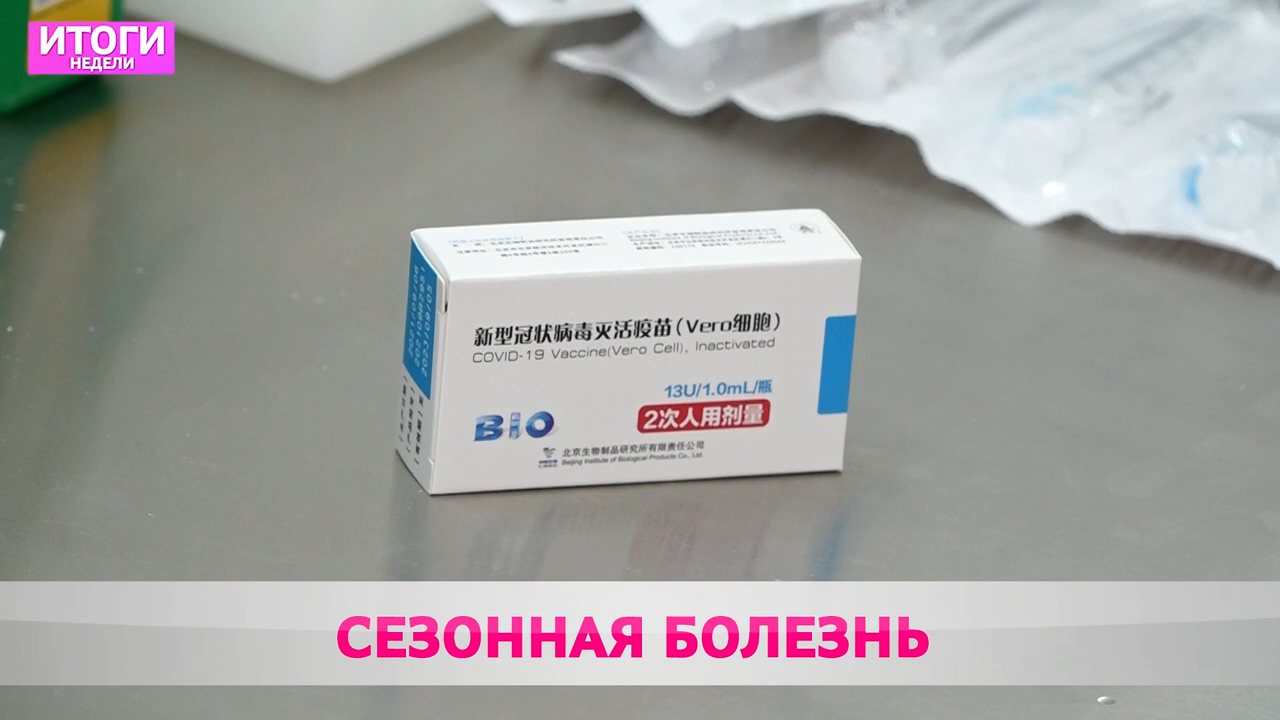 ИТОГИ
НЕДЕЛИ
新型冠状病毒灭活疫苗（Vero细胞）
COVID-19 Vaccine(Vero Cell), Inactivated
13U/1.0mL/瓶
2次人用剂量
BIO
北京生物制品研究所有限责任公司
Beijing Institute of Biological Products Co., Ltd.
СЕЗОННАЯ БОЛЕЗНЬ